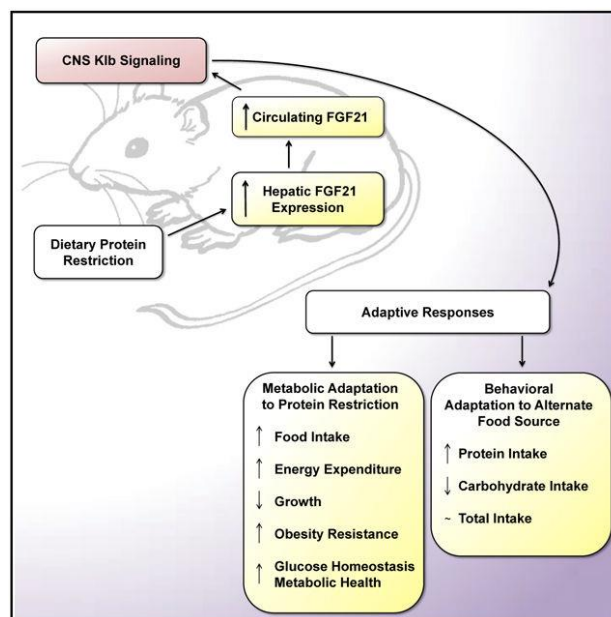 CNS Klb Signaling
↑ Circulating FGF21
↑ Hepatic FGF21
Expression
Dietary Protein
Restriction
Adaptive Responses
Metabolic Adaptation
to Protein Restriction
↑ Food Intake
↑ Energy Expenditure
↓ Growth
↑ Obesity Resistance
↑ Glucose Homeostasis
Metabolic Health
Behavioral
Adaptation to Alternate
Food Source
↑ Protein Intake
↓ Carbohydrate Intake
~ Total Intake